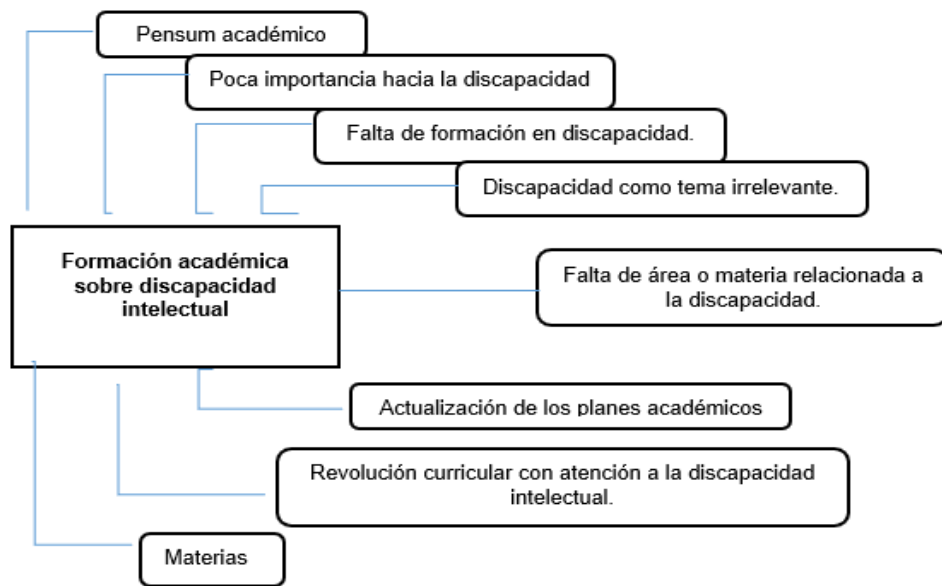 Pensum académico
Poca importancia hacia la discapacidad
Falta de formación en discapacidad.
Discapacidad como tema irrelevante.
Formación académica
sobre discapacidad
intelectual
Falta de área o materia relacionada a
la discapacidad.
Actualización de los planes académicos
Revolución curricular con atención a la discapacidad
intelectual.
Materias